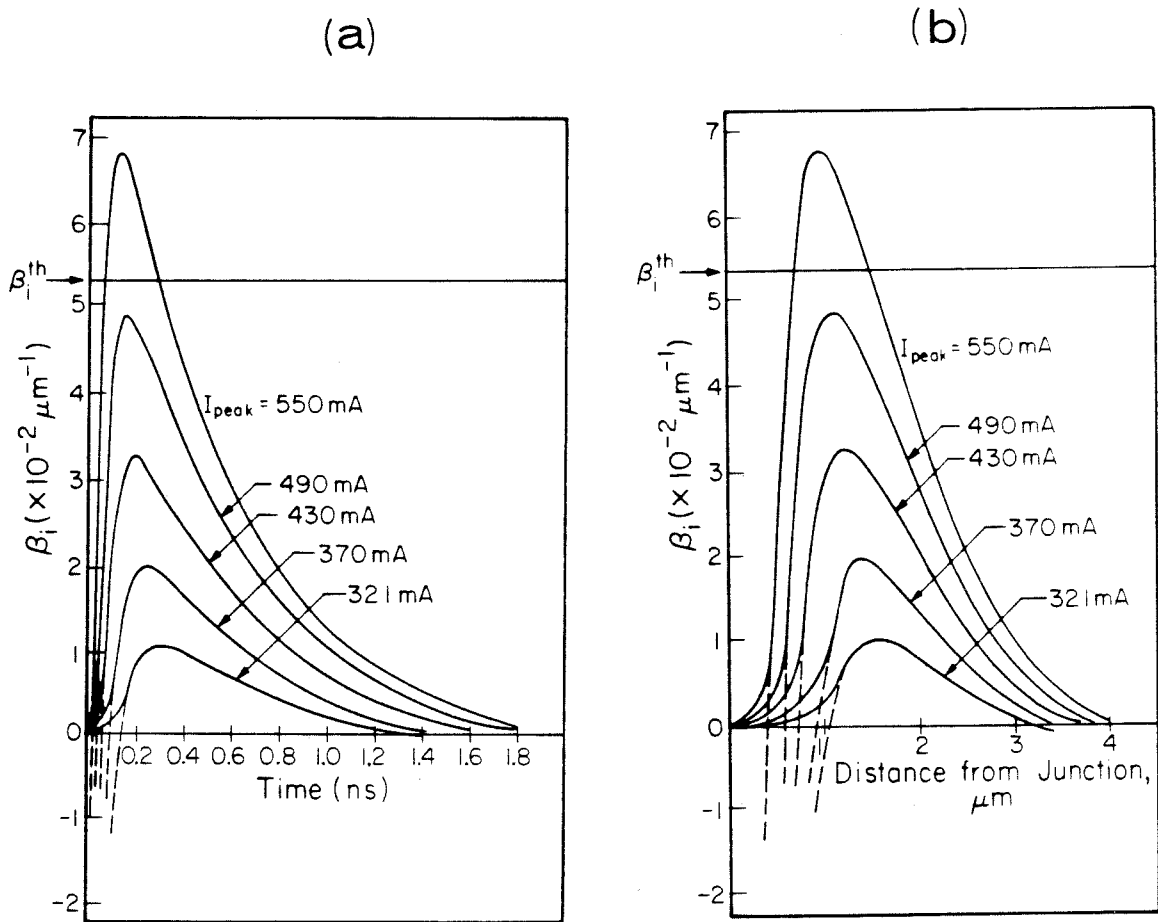 (a)
7
6
β_i^th
5
4
3
2
1
0
-1
-2
β_i (×10⁻² μm⁻¹)
I_peak = 550 mA
490 mA
430 mA
370 mA
321 mA
0.2 0.4 0.6 0.8 1.0 1.2 1.4 1.6 1.8
Time (ns)
(b)
7
6
β_i^th
5
4
3
2
1
0
-1
-2
β_i (×10⁻² μm⁻¹)
I_peak = 550 mA
490 mA
430 mA
370 mA
321 mA
1 2 3 4
Distance from Junction,
μm